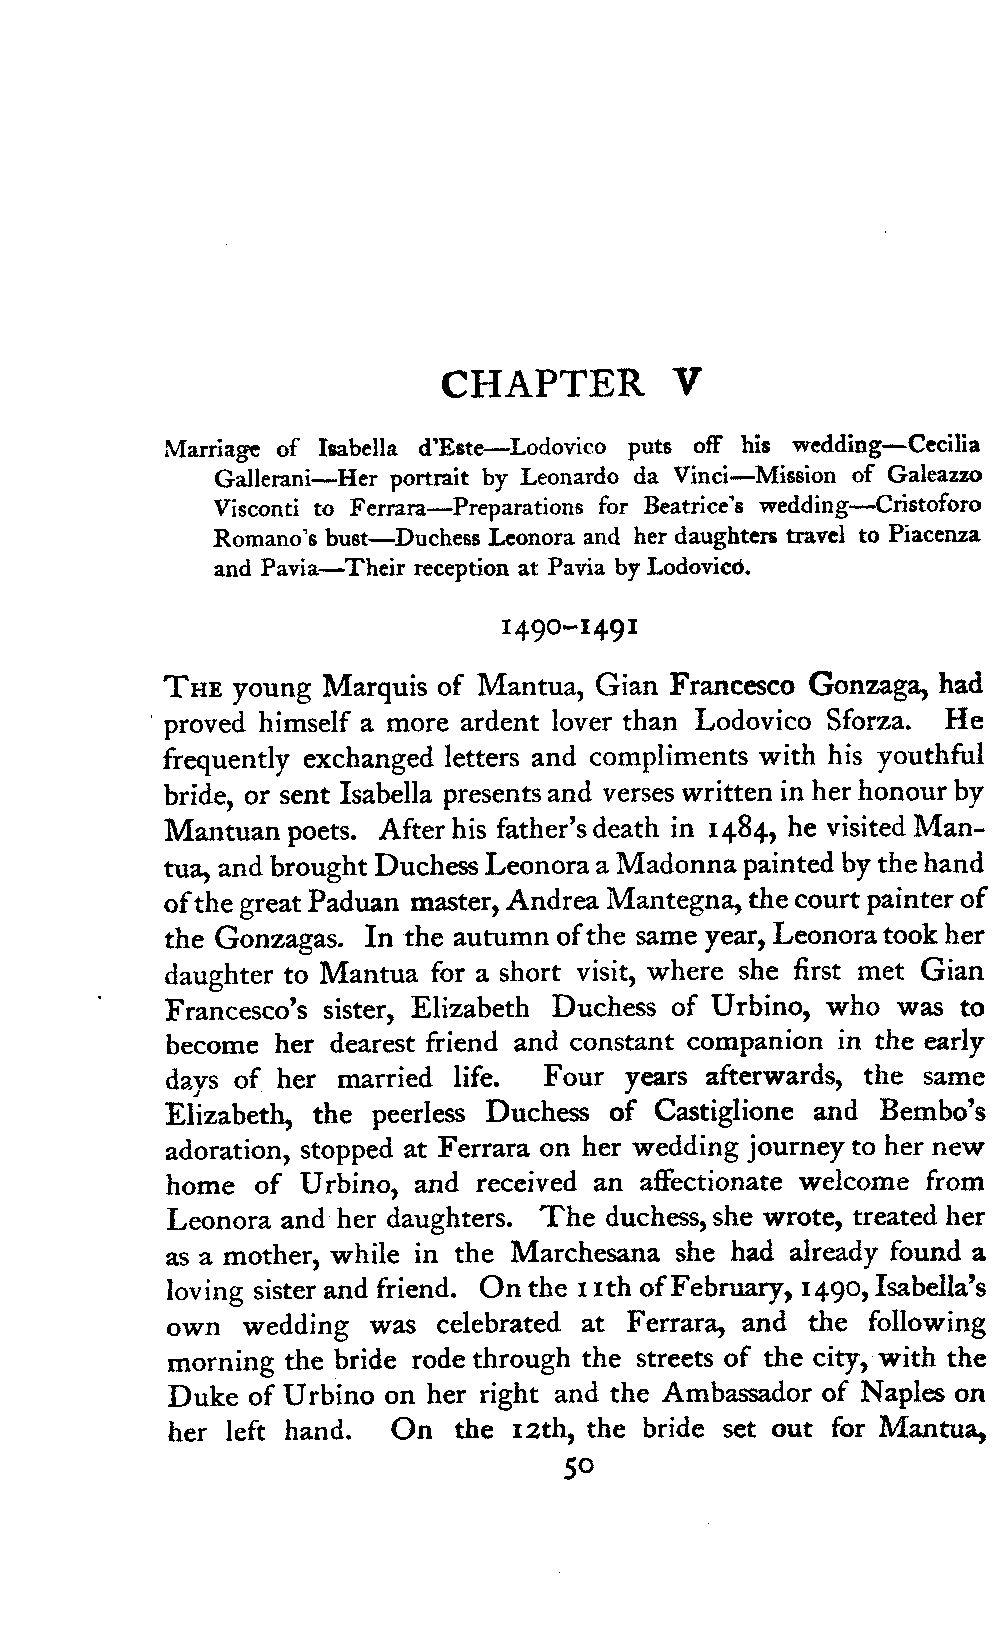 CHAPTER V
Marriage of Isabella d'Este—Lodovico puts off his wedding—Cecilia
Gallerani—Her portrait by Leonardo da Vinci—Mission of Galeazzo
Visconti to Ferrara—Preparations for Beatrice's wedding—Cristoforo
Romano's bust—Duchess Leonora and her daughters travel to Piacenza
and Pavia—Their reception at Pavia by Lodovico.
1490-1491
THE young Marquis of Mantua, Gian Francesco Gonzaga, had
proved himself a more ardent lover than Lodovico Sforza. He
frequently exchanged letters and compliments with his youthful
bride, or sent Isabella presents and verses written in her honour by
Mantuan poets. After his father's death in 1484, he visited Man-
tua, and brought Duchess Leonora a Madonna painted by the hand
of the great Paduan master, Andrea Mantegna, the court painter of
the Gonzagas. In the autumn of the same year, Leonora took her
daughter to Mantua for a short visit, where she first met Gian
Francesco's sister, Elizabeth Duchess of Urbino, who was to
become her dearest friend and constant companion in the early
days of her married life. Four years afterwards, the same
Elizabeth, the peerless Duchess of Castiglione and Bembo's
adoration, stopped at Ferrara on her wedding journey to her new
home of Urbino, and received an affectionate welcome from
Leonora and her daughters. The duchess, she wrote, treated her
as a mother, while in the Marchesana she had already found a
loving sister and friend. On the 11th of February, 1490, Isabella's
own wedding was celebrated at Ferrara, and the following
morning the bride rode through the streets of the city, with the
Duke of Urbino on her right and the Ambassador of Naples on
her left hand. On the 12th, the bride set out for Mantua,
50